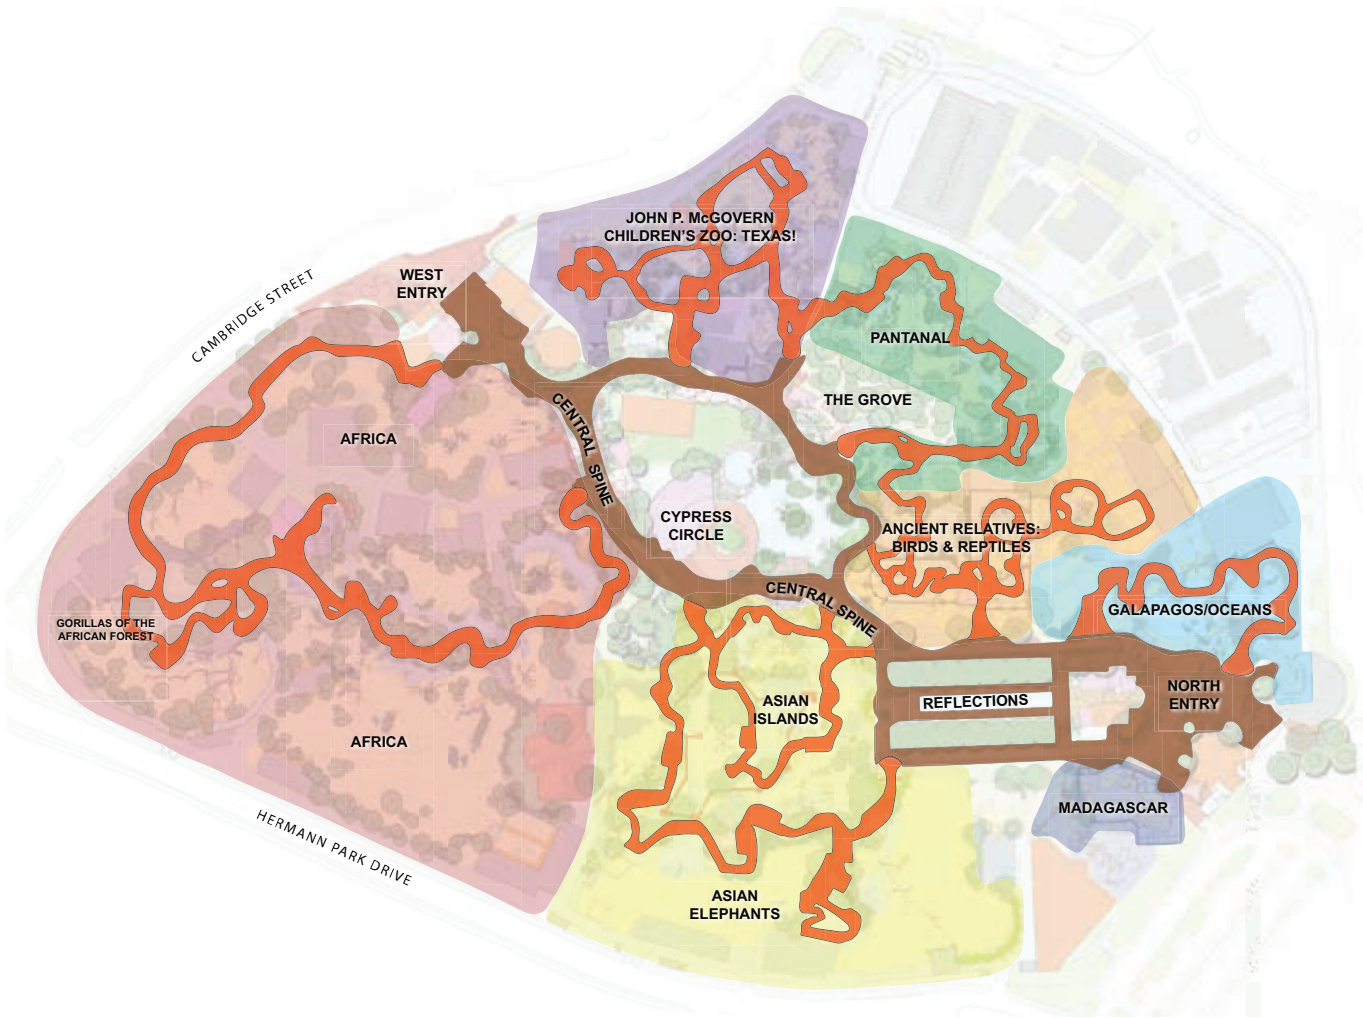 JOHN P. McGOVERN
CHILDREN'S ZOO: TEXAS!
WEST
ENTRY
CAMBRIDGE STREET
PANTANAL
THE GROVE
AFRICA
CENTRAL SPINE
CYPRESS
CIRCLE
ANCIENT RELATIVES:
BIRDS & REPTILES
CENTRAL SPINE
GALAPAGOS/OCEANS
GORILLAS OF THE
AFRICAN FOREST
ASIAN
ISLANDS
REFLECTIONS
NORTH
ENTRY
AFRICA
MADAGASCAR
HERMANN PARK DRIVE
ASIAN
ELEPHANTS